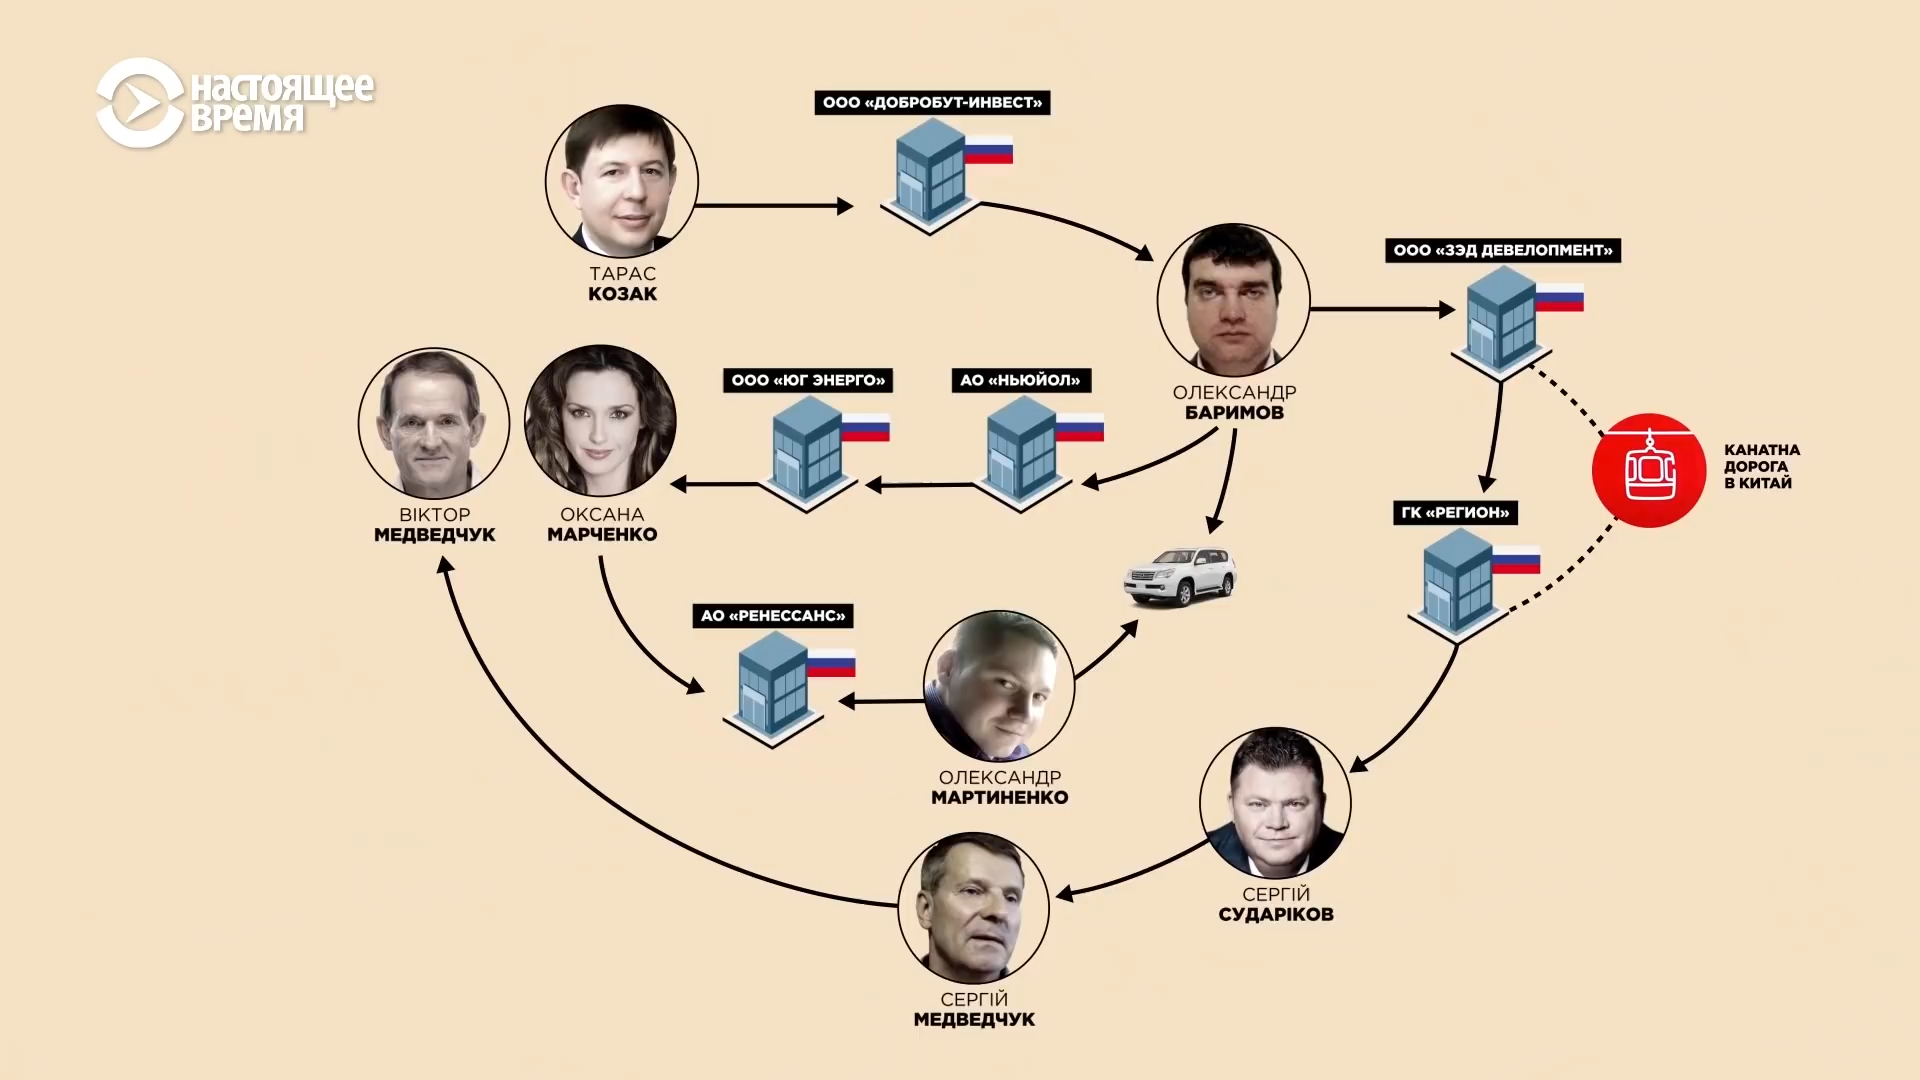 настоящее
время
ООО «ДОБРОБУТ-ИНВЕСТ»
ТАРАС
КОЗАК
ООО «ЗЭД ДЕВЕЛОПМЕНТ»
ОЛЕКСАНДР
БАРИМОВ
ООО «ЮГ ЭНЕРГО»
АО «НЬЮЙОЛ»
КАНАТНА
ДОРОГА
В КИТАЙ
ВІКТОР
МЕДВЕДЧУК
ОКСАНА
МАРЧЕНКО
ГК «РЕГИОН»
АО «РЕНЕССАНС»
ОЛЕКСАНДР
МАРТИНЕНКО
СЕРГІЙ
СУДАРІКОВ
СЕРГІЙ
МЕДВЕДЧУК